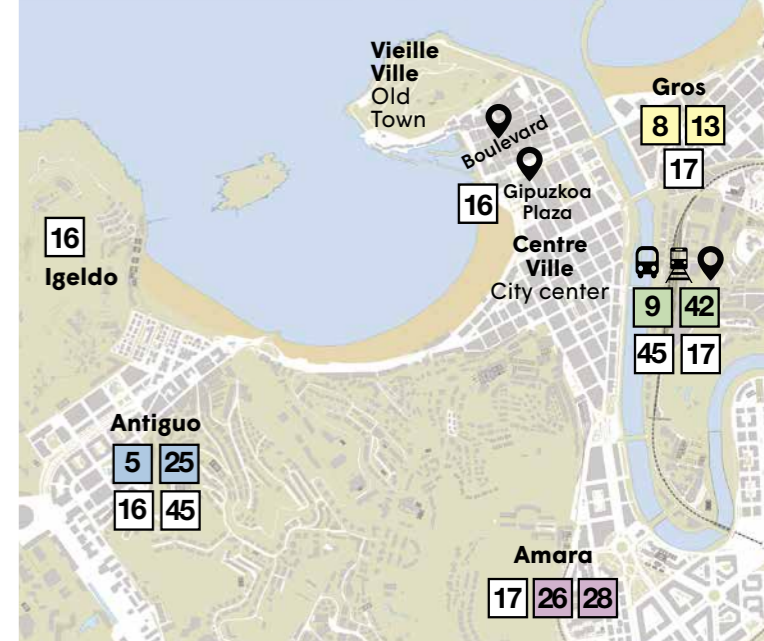 Vieille
Ville
Old
Town
Boulevard
Gipuzkoa
Plaza
16
Centre
Ville
City center
Gros
8 13
17
9 42
45 17
16
Igeldo
Antiguo
5 25
16 45
Amara
17 26 28